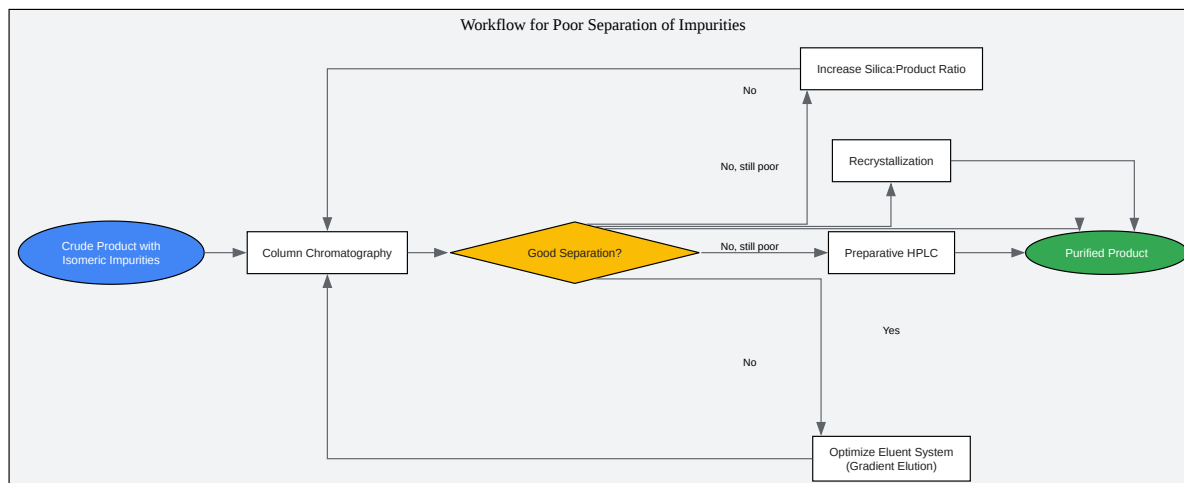 Workflow for Poor Separation of Impurities
Increase Silica:Product Ratio
No
No, still poor
Recrystallization
Crude Product with
Isomeric Impurities
Column Chromatography
Good Separation?
No, still poor
Preparative HPLC
Purified Product
Yes
No
Optimize Eluent System
(Gradient Elution)